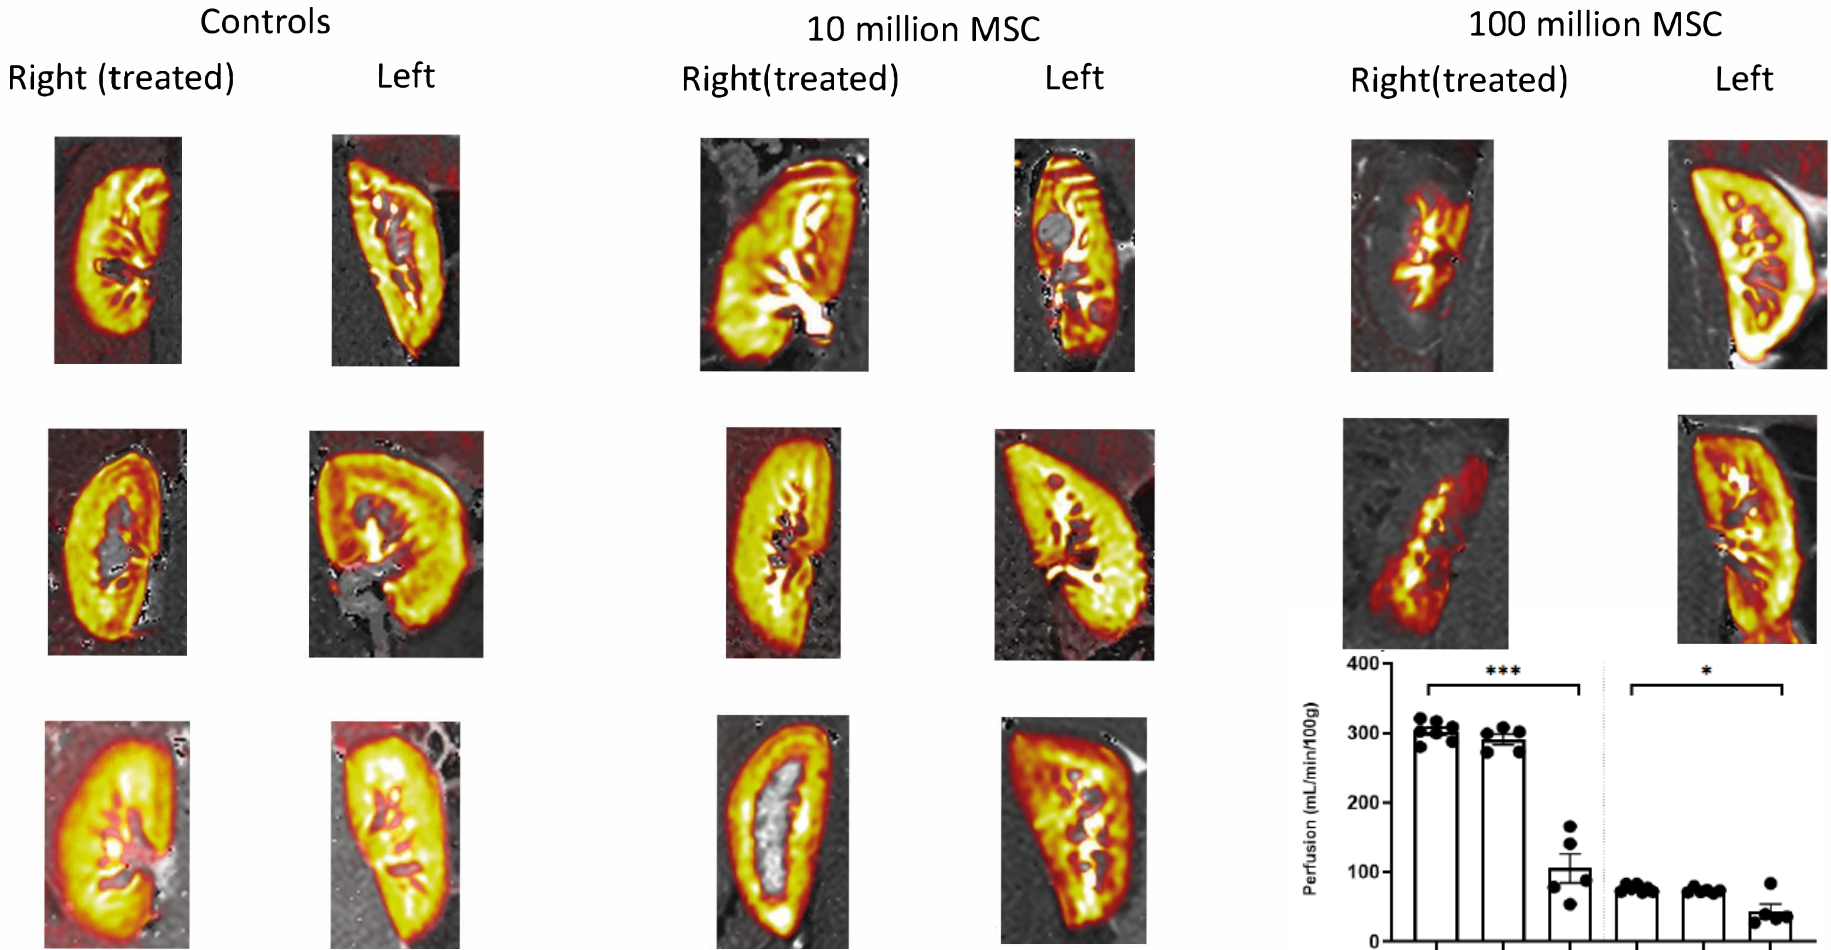 Controls
10 million MSC
100 million MSC
Right (treated)
Left
Right(treated)
Left
Right(treated)
Left
400
300
200
100
0
Perfusion (mL/min/100g)
***
*